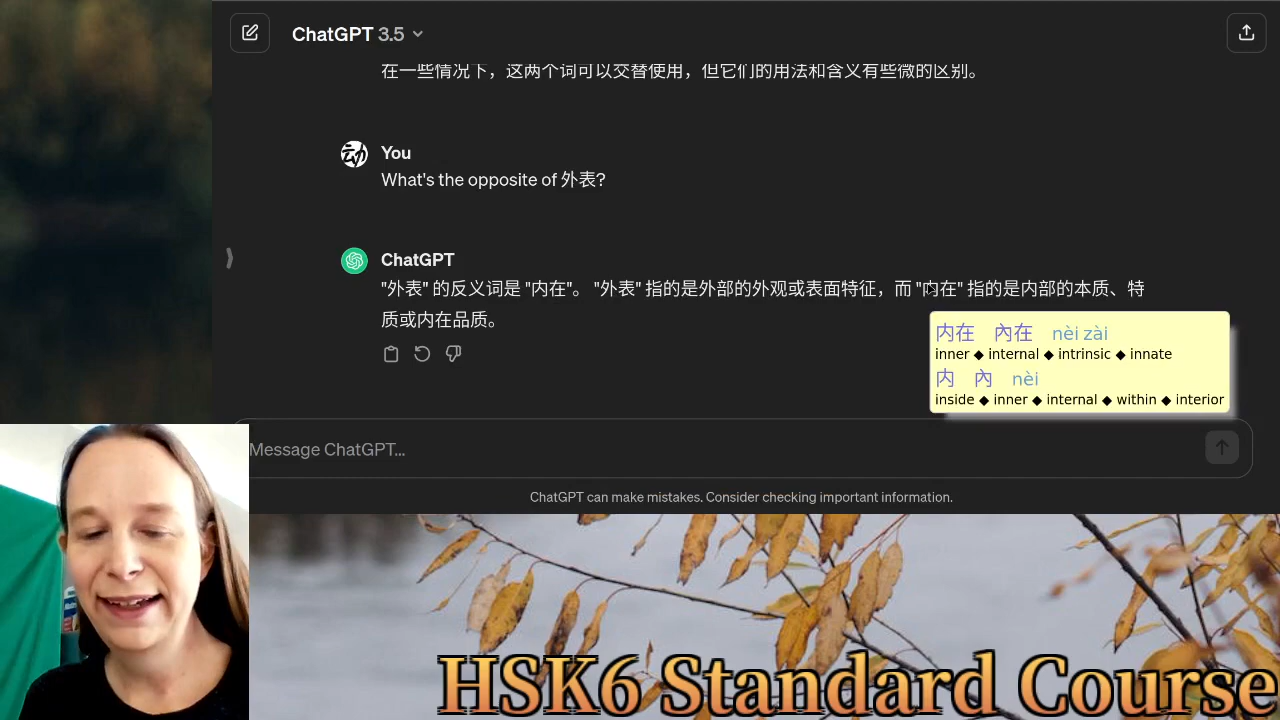 ChatGPT 3.5
在一些情况下，这两个词可以交替使用，但它们的用法和含义有些微的区别。
You
What's the opposite of 外表?
ChatGPT
"外表" 的反义词是 "内在"。 "外表" 指的是外部的外观或表面特征，而 "内在" 指的是内部的本质、特
质或内在品质。
内在 內在 nèi zài
inner ◆ internal ◆ intrinsic ◆ innate
内 內 nèi
inside ◆ inner ◆ internal ◆ within ◆ interior
Message ChatGPT...
ChatGPT can make mistakes. Consider checking important information.
HSK6 Standard Course